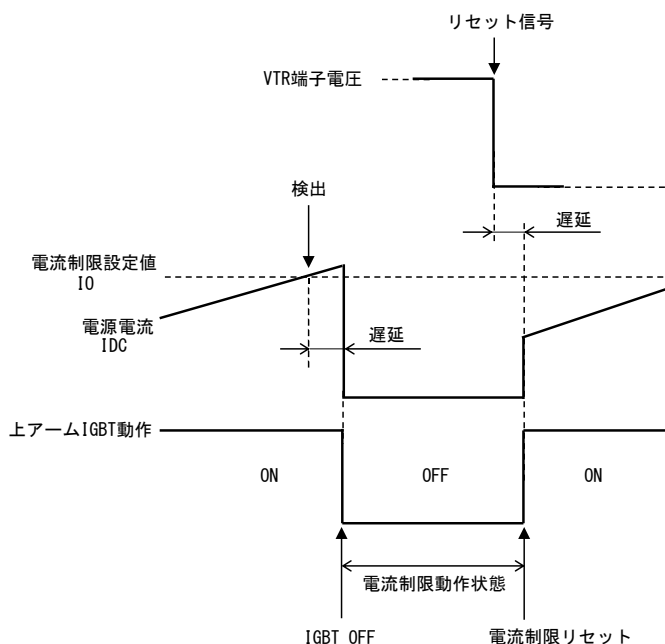 リセット信号
VTR端子電圧
検出
遅延
電流制限設定値
IO
電源電流
IDC
遅延
上アームIGBT動作
ON
OFF
ON
電流制限動作状態
IGBT OFF
電流制限リセット